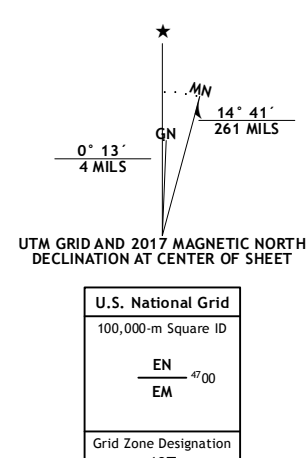 ★
MN
GN
14° 41´
261 MILS
0° 13´
4 MILS
UTM GRID AND 2017 MAGNETIC NORTH
DECLINATION AT CENTER OF SHEET
U.S. National Grid
100,000-m Square ID
EN
4700
EM
Grid Zone Designation